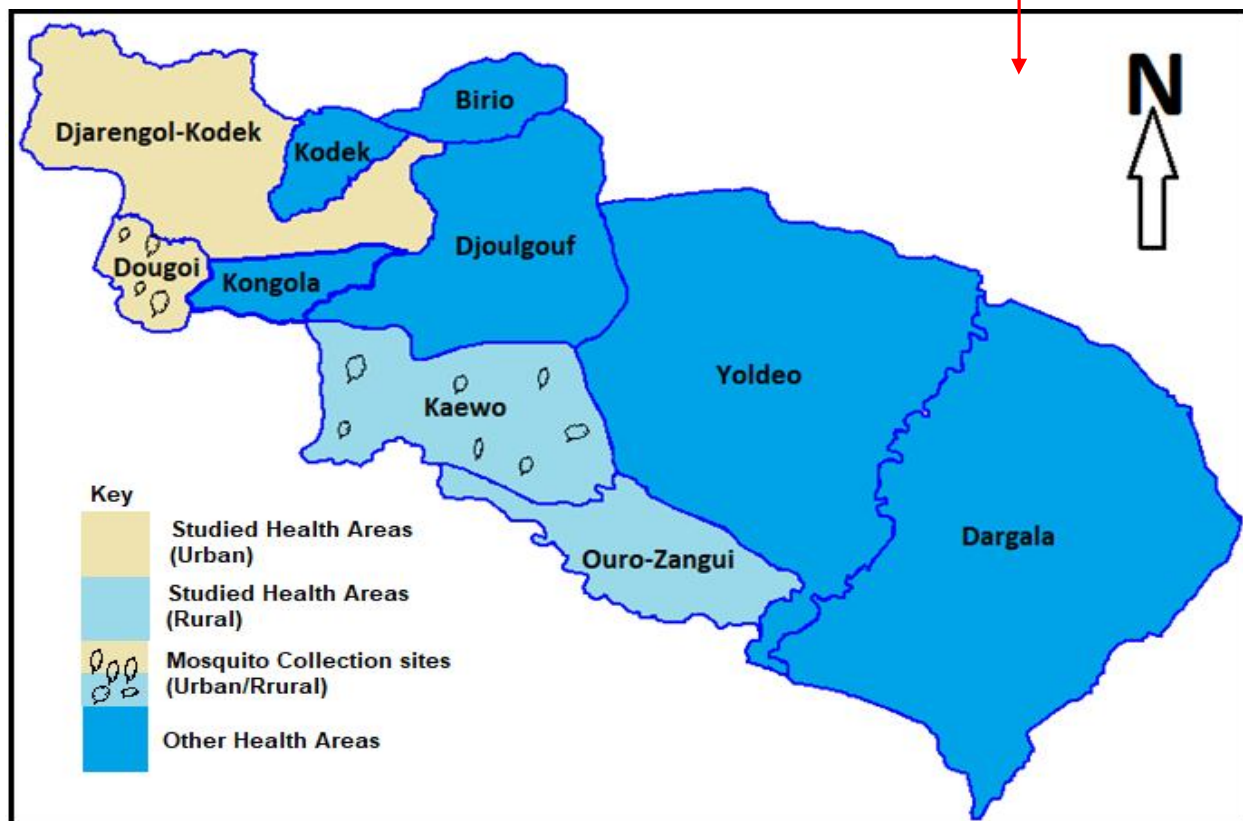 N
Birio
Djarengol-Kodek
Kodek
Djoulgouf
Dougoi
Kongola
Yoldeo
Kaewo
Dargala
Ouro-Zangui
Key
Studied Health Areas
(Urban)
Studied Health Areas
(Rural)
Mosquito Collection sites
(Urban/Rrural)
Other Health Areas